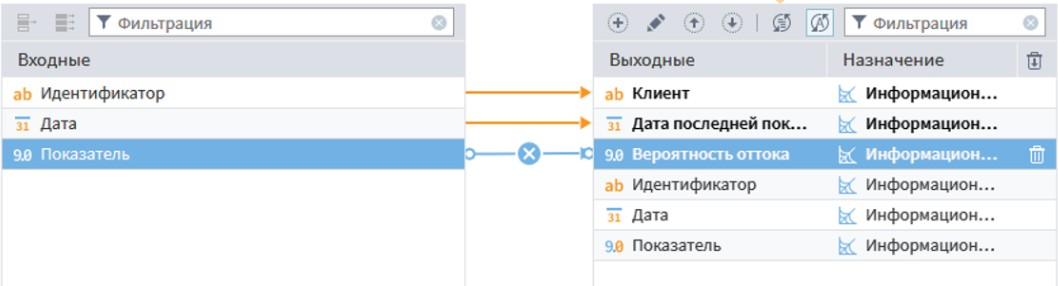 Фильтрация Фильтрация
Входные Выходные Назначение
ab Идентификатор ab Клиент Информацион...
31 Дата 31 Дата последней пок... Информацион...
9.0 Показатель 9.0 Вероятность оттока Информацион...
ab Идентификатор Информацион...
31 Дата Информацион...
9.0 Показатель Информацион...